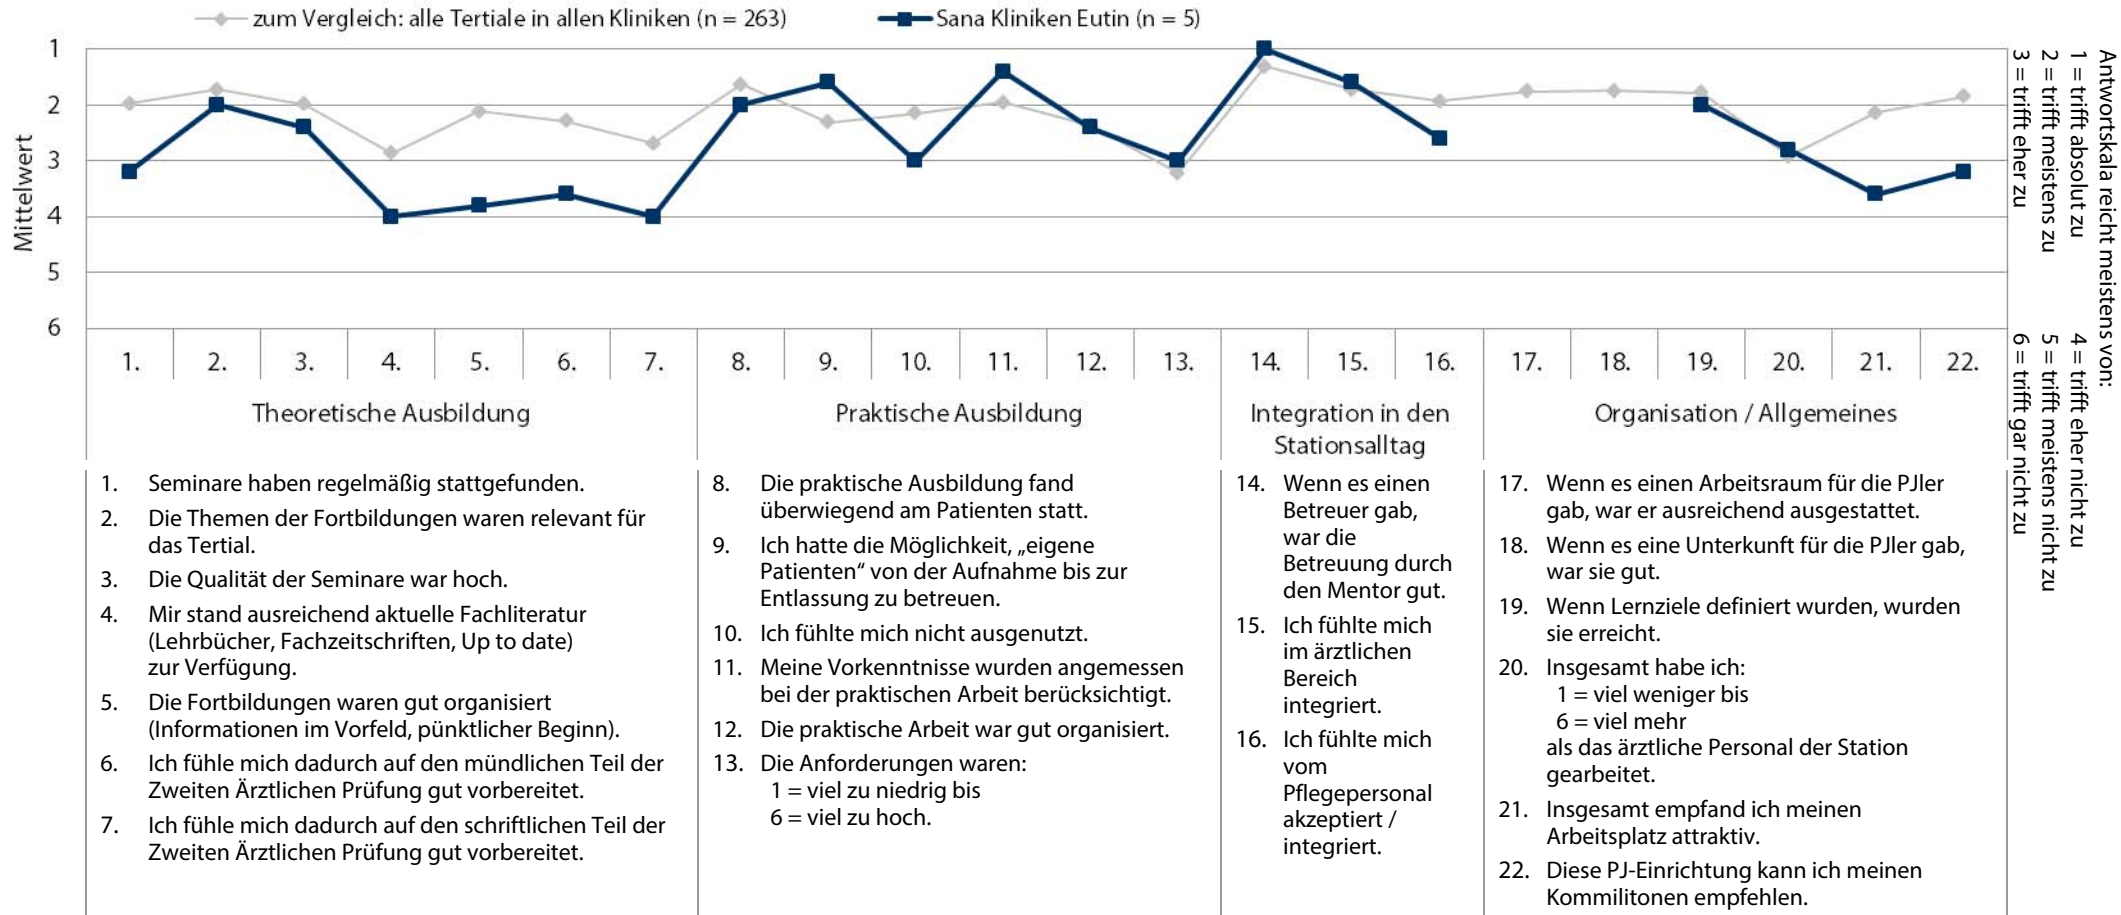 zum Vergleich: alle Tertiale in allen Kliniken (n = 263)
Sana Kliniken Eutin (n = 5)
Mittelwert
1
2
3
4
5
6
1. 2. 3. 4. 5. 6. 7. 8. 9. 10. 11. 12. 13. 14. 15. 16. 17. 18. 19. 20. 21. 22.
Theoretische Ausbildung
Praktische Ausbildung
Integration in den
Stationsalltag
Organisation / Allgemeines
Antwortskala reicht meistens von:
1 = trifft absolut zu
2 = trifft meistens zu
3 = trifft eher zu
4 = trifft eher nicht zu
5 = trifft meistens nicht zu
6 = trifft gar nicht zu
1. Seminare haben regelmäßig stattgefunden.
2. Die Themen der Fortbildungen waren relevant für
das Tertial.
3. Die Qualität der Seminare war hoch.
4. Mir stand ausreichend aktuelle Fachliteratur
(Lehrbücher, Fachzeitschriften, Up to date)
zur Verfügung.
5. Die Fortbildungen waren gut organisiert
(Informationen im Vorfeld, pünktlicher Beginn).
6. Ich fühle mich dadurch auf den mündlichen Teil der
Zweiten Ärztlichen Prüfung gut vorbereitet.
7. Ich fühle mich dadurch auf den schriftlichen Teil der
Zweiten Ärztlichen Prüfung gut vorbereitet.
8. Die praktische Ausbildung fand
überwiegend am Patienten statt.
9. Ich hatte die Möglichkeit, „eigene
Patienten“ von der Aufnahme bis zur
Entlassung zu betreuen.
10. Ich fühlte mich nicht ausgenutzt.
11. Meine Vorkenntnisse wurden angemessen
bei der praktischen Arbeit berücksichtigt.
12. Die praktische Arbeit war gut organisiert.
13. Die Anforderungen waren:
1 = viel zu niedrig bis
6 = viel zu hoch.
14. Wenn es einen
Betreuer gab,
war die
Betreuung durch
den Mentor gut.
15. Ich fühlte mich
im ärztlichen
Bereich
integriert.
16. Ich fühlte mich
vom
Pflegepersonal
akzeptiert /
integriert.
17. Wenn es einen Arbeitsraum für die PJler
gab, war er ausreichend ausgestattet.
18. Wenn es eine Unterkunft für die PJler gab,
war sie gut.
19. Wenn Lernziele definiert wurden, wurden
sie erreicht.
20. Insgesamt habe ich:
1 = viel weniger bis
6 = viel mehr
als das ärztliche Personal der Station
gearbeitet.
21. Insgesamt empfand ich meinen
Arbeitsplatz attraktiv.
22. Diese PJ-Einrichtung kann ich meinen
Kommilitonen empfehlen.